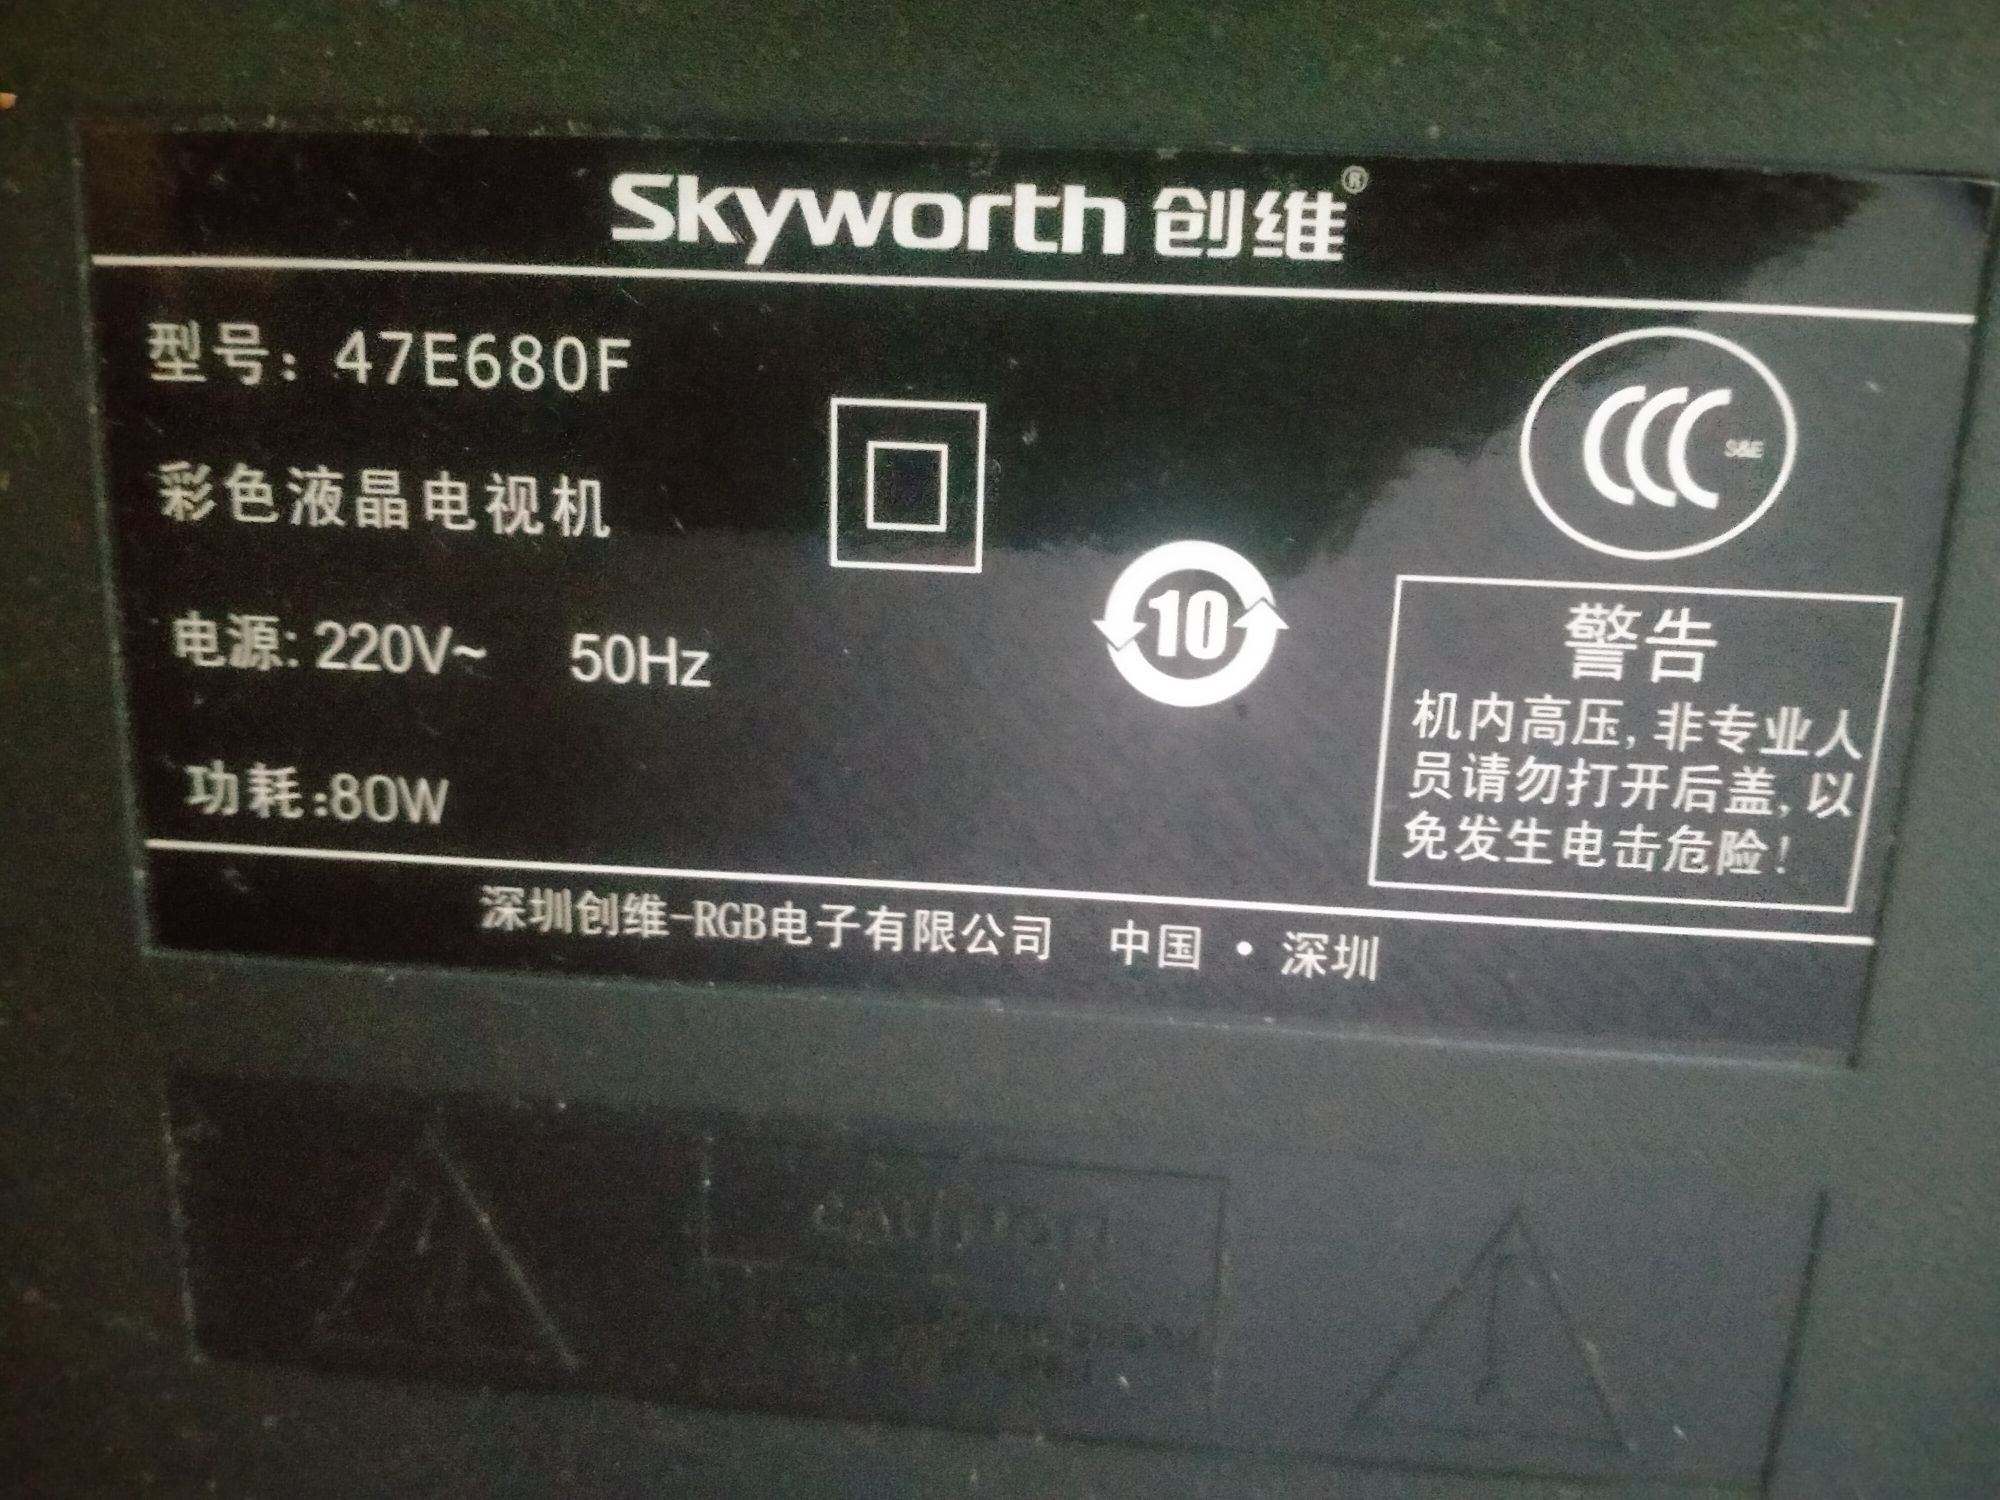 Skyworth 创维®
型号: 47E680F
彩色液晶电视机
电源: 220V~ 50Hz
功耗:80W
10
CCC S&E
警告
机内高压, 非专业人
员请勿打开后盖, 以
免发生电击危险!
深圳创维-RGB电子有限公司 中国·深圳
CAUTION